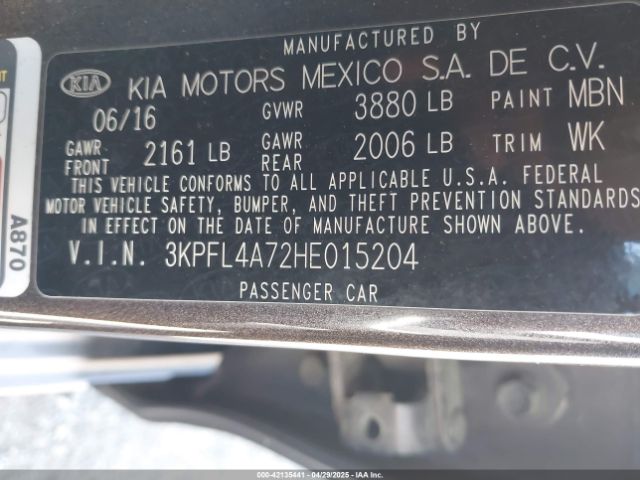 MANUFACTURED BY
KIA KIA MOTORS MEXICO S.A. DE C.V.
06/16 GVWR 3880 LB PAINT MBN
GAWR FRONT 2161 LB GAWR REAR 2006 LB TRIM WK
THIS VEHICLE CONFORMS TO ALL APPLICABLE U.S.A. FEDERAL
MOTOR VEHICLE SAFETY, BUMPER, AND THEFT PREVENTION STANDARDS
IN EFFECT ON THE DATE OF MANUFACTURE SHOWN ABOVE.
V.I.N. 3KPFL4A72HE015204
PASSENGER CAR
A870
000-42135441 - 04/29/2025 - IAA, Inc.